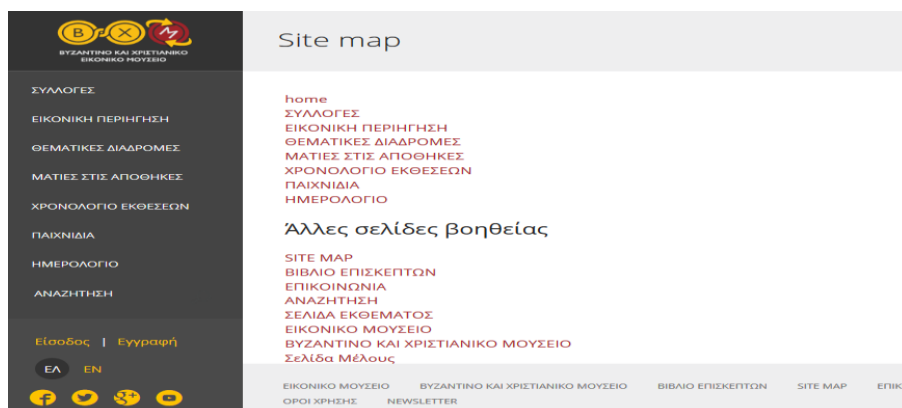 ΒΧΜ
ΒΥΖΑΝΤΙΝΟ ΚΑΙ ΧΡΙΣΤΙΑΝΙΚΟ
ΕΙΚΟΝΙΚΟ ΜΟΥΣΕΙΟ
ΣΥΛΛΟΓΕΣ
ΕΙΚΟΝΙΚΗ ΠΕΡΙΗΓΗΣΗ
ΘΕΜΑΤΙΚΕΣ ΔΙΑΔΡΟΜΕΣ
ΜΑΤΙΕΣ ΣΤΙΣ ΑΠΟΘΗΚΕΣ
ΧΡΟΝΟΛΟΓΙΟ ΕΚΘΕΣΕΩΝ
ΠΑΙΧΝΙΔΙΑ
ΗΜΕΡΟΛΟΓΙΟ
ΑΝΑΖΗΤΗΣΗ
Είσοδος | Εγγραφή
ΕΛ EN
Site map
home
ΣΥΛΛΟΓΕΣ
ΕΙΚΟΝΙΚΗ ΠΕΡΙΗΓΗΣΗ
ΘΕΜΑΤΙΚΕΣ ΔΙΑΔΡΟΜΕΣ
ΜΑΤΙΕΣ ΣΤΙΣ ΑΠΟΘΗΚΕΣ
ΧΡΟΝΟΛΟΓΙΟ ΕΚΘΕΣΕΩΝ
ΠΑΙΧΝΙΔΙΑ
ΗΜΕΡΟΛΟΓΙΟ
Άλλες σελίδες βοηθείας
SITE MAP
ΒΙΒΛΙΟ ΕΠΙΣΚΕΠΤΩΝ
ΕΠΙΚΟΙΝΩΝΙΑ
ΑΝΑΖΗΤΗΣΗ
ΣΕΛΙΔΑ ΕΚΘΕΜΑΤΟΣ
ΕΙΚΟΝΙΚΟ ΜΟΥΣΕΙΟ
ΒΥΖΑΝΤΙΝΟ ΚΑΙ ΧΡΙΣΤΙΑΝΙΚΟ ΜΟΥΣΕΙΟ
Σελίδα Μέλους
ΕΙΚΟΝΙΚΟ ΜΟΥΣΕΙΟ ΒΥΖΑΝΤΙΝΟ ΚΑΙ ΧΡΙΣΤΙΑΝΙΚΟ ΜΟΥΣΕΙΟ ΒΙΒΛΙΟ ΕΠΙΣΚΕΠΤΩΝ SITE MAP ΕΠΙΚ
ΟΡΟΙ ΧΡΗΣΗΣ NEWSLETTER